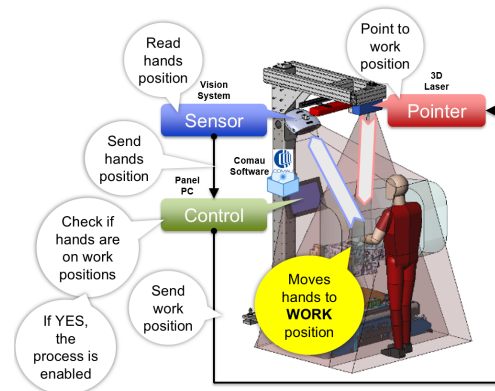 Read
hands
position
Vision
System
Sensor
Point to
work
position
3D
Laser
Pointer
Send
hands
position
Comau
Software
COMAU
Panel
PC
Control
Check if
hands are
on work
positions
If YES,
the
process is
enabled
Send
work
position
Moves
hands to
WORK
position